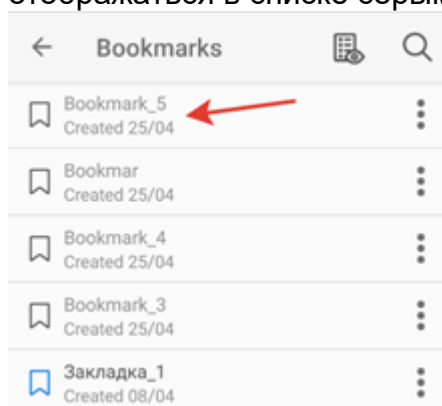 отображаться в списке серым
Bookmarks
Bookmark_5
Created 25/04
Bookmar
Created 25/04
Bookmark_4
Created 25/04
Bookmark_3
Created 25/04
Закладка_1
Created 08/04